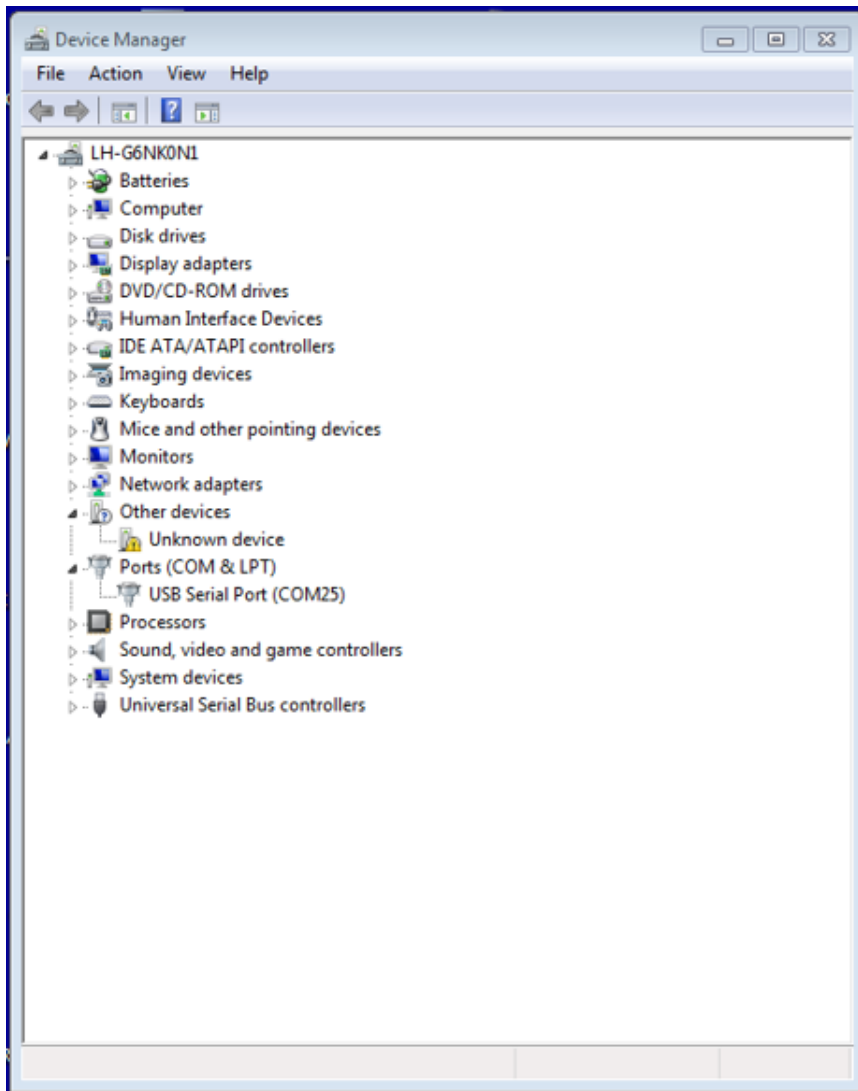 Device Manager
File Action View Help
LH-G6NK0N1
Batteries
Computer
Disk drives
Display adapters
DVD/CD-ROM drives
Human Interface Devices
IDE ATA/ATAPI controllers
Imaging devices
Keyboards
Mice and other pointing devices
Monitors
Network adapters
Other devices
Unknown device
Ports (COM & LPT)
USB Serial Port (COM25)
Processors
Sound, video and game controllers
System devices
Universal Serial Bus controllers